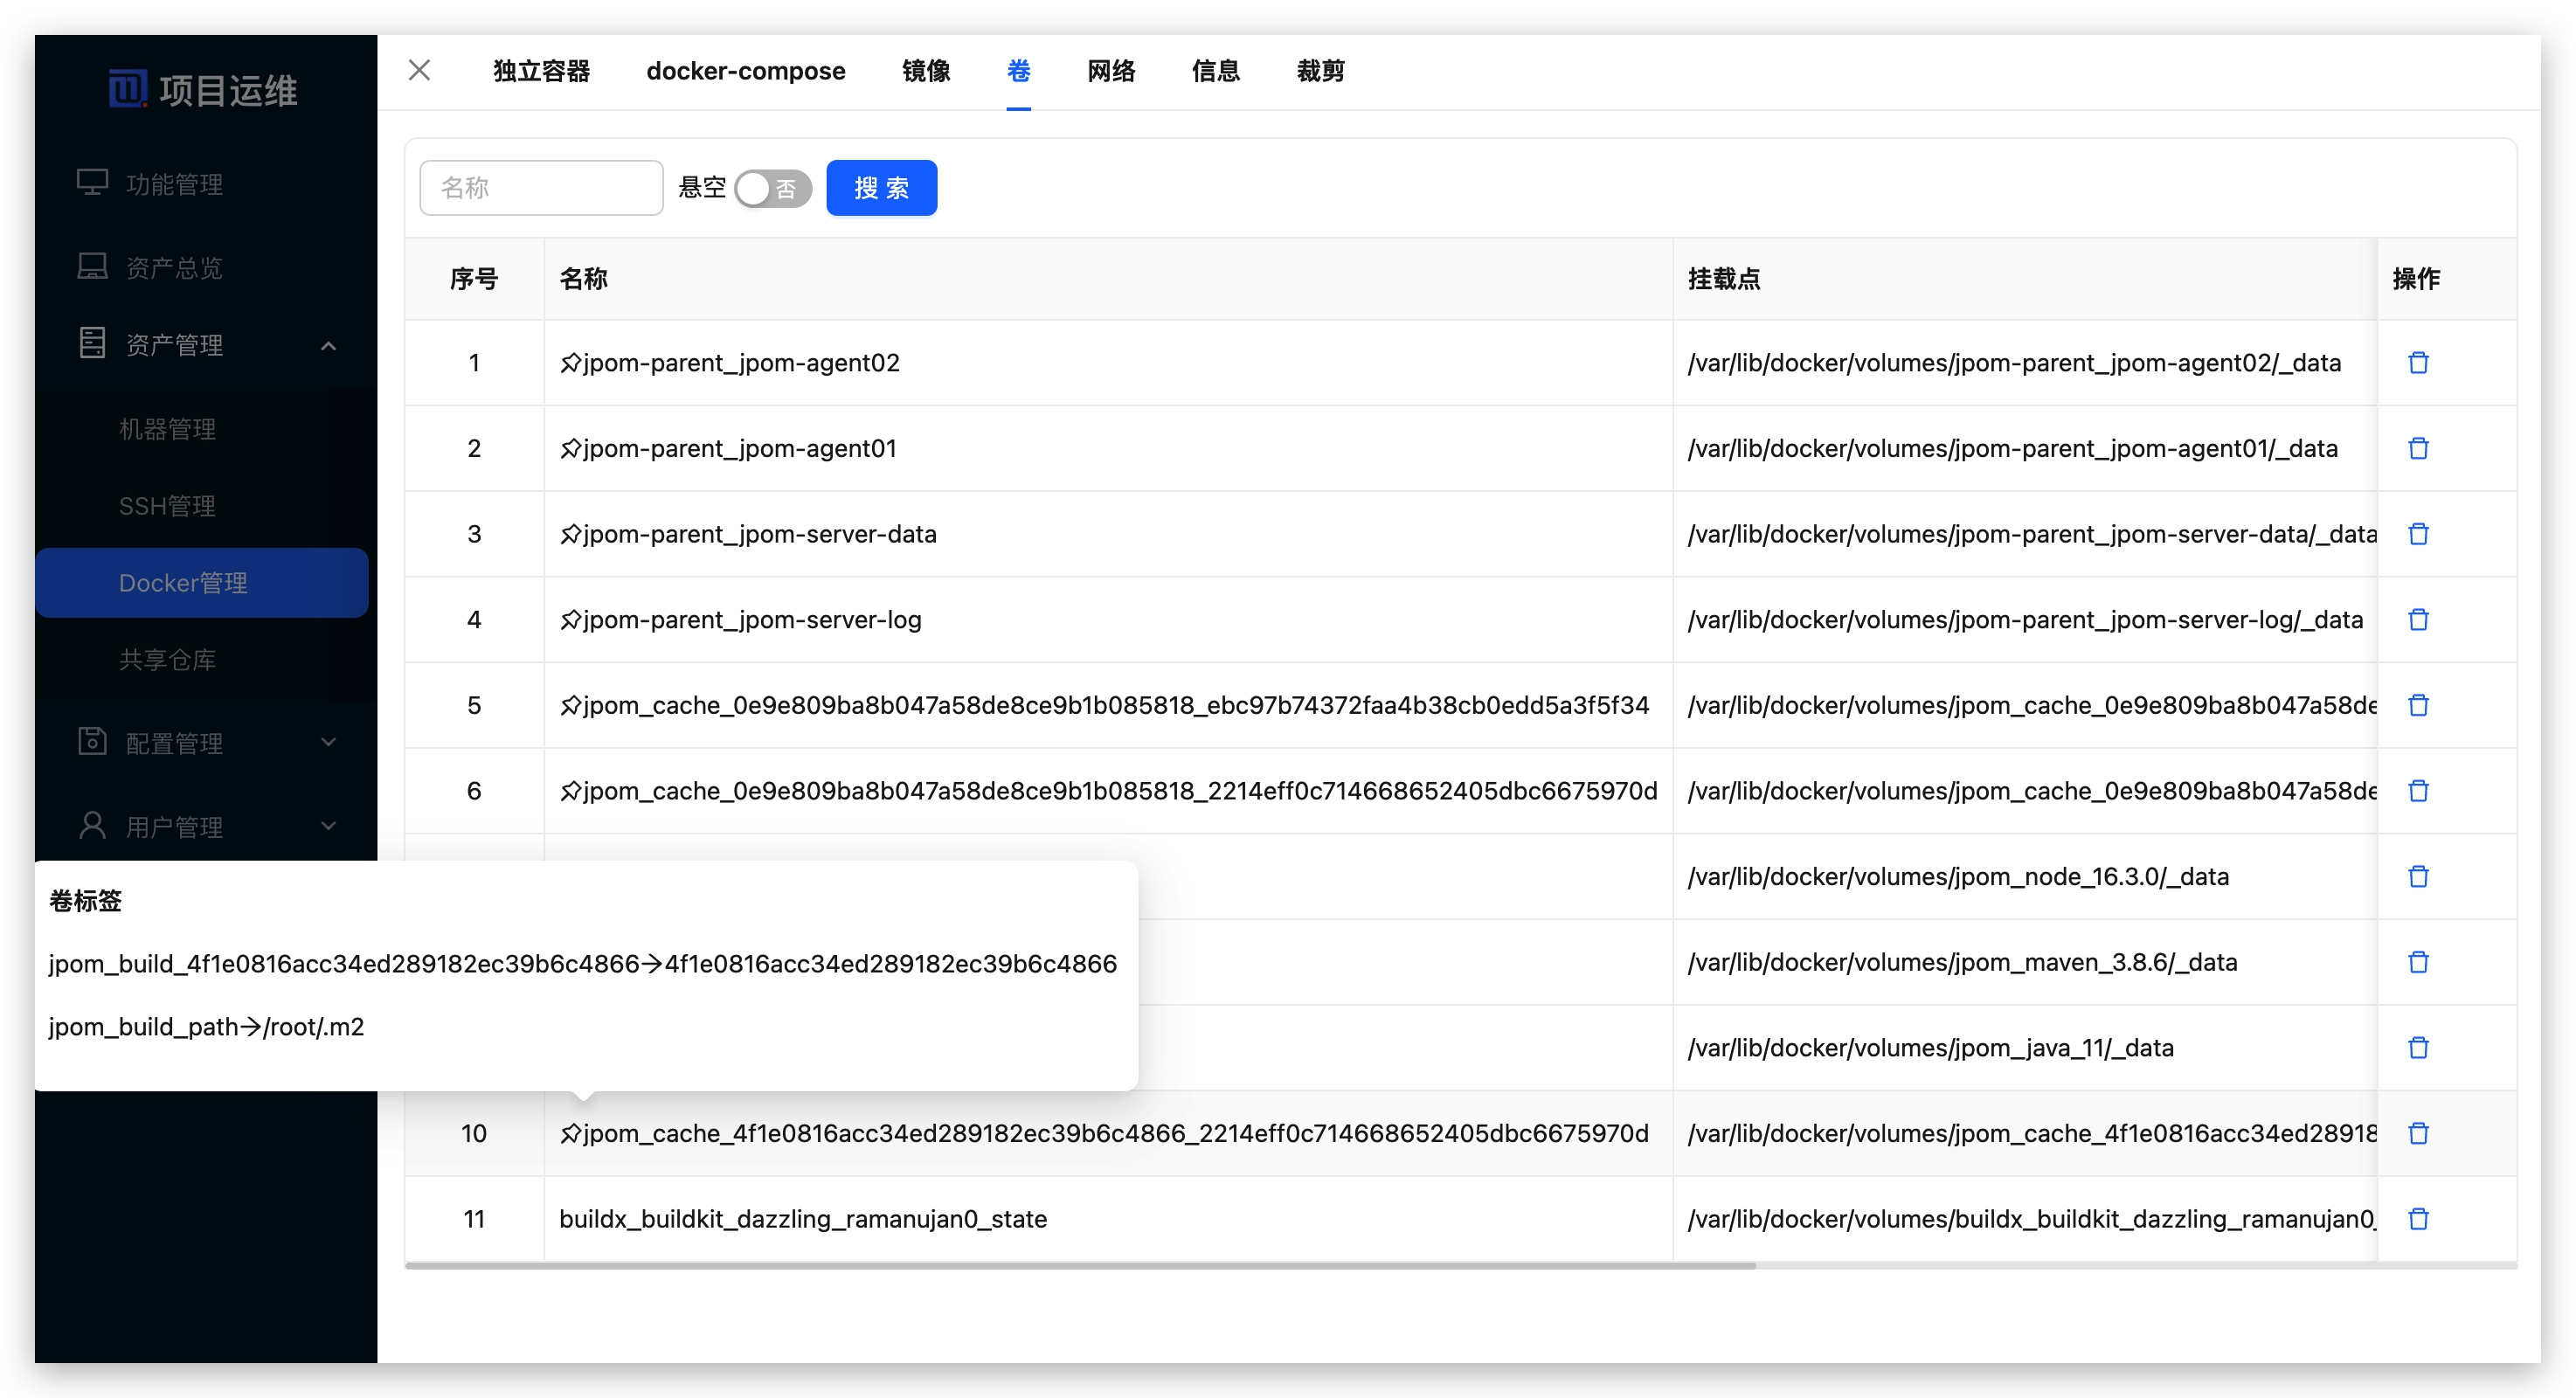 项目运维
功能管理
资产总览
资产管理
机器管理
SSH管理
Docker管理
共享仓库
配置管理
用户管理
独立容器 docker-compose 镜像 卷 网络 信息 裁剪
名称 悬空 否 搜 索
序号 名称 挂载点 操作
1 jpom-parent_jpom-agent02 /var/lib/docker/volumes/jpom-parent_jpom-agent02/_data
2 jpom-parent_jpom-agent01 /var/lib/docker/volumes/jpom-parent_jpom-agent01/_data
3 jpom-parent_jpom-server-data /var/lib/docker/volumes/jpom-parent_jpom-server-data/_data
4 jpom-parent_jpom-server-log /var/lib/docker/volumes/jpom-parent_jpom-server-log/_data
5 jpom_cache_0e9e809ba8b047a58de8ce9b1b085818_ebc97b74372faa4b38cb0edd5a3f5f34 /var/lib/docker/volumes/jpom_cache_0e9e809ba8b047a58de
6 jpom_cache_0e9e809ba8b047a58de8ce9b1b085818_2214eff0c714668652405dbc6675970d /var/lib/docker/volumes/jpom_cache_0e9e809ba8b047a58de
/var/lib/docker/volumes/jpom_node_16.3.0/_data
/var/lib/docker/volumes/jpom_maven_3.8.6/_data
/var/lib/docker/volumes/jpom_java_11/_data
卷标签
jpom_build_4f1e0816acc34ed289182ec39b6c4866→4f1e0816acc34ed289182ec39b6c4866
jpom_build_path→/root/.m2
10 jpom_cache_4f1e0816acc34ed289182ec39b6c4866_2214eff0c714668652405dbc6675970d /var/lib/docker/volumes/jpom_cache_4f1e0816acc34ed28918
11 buildx_buildkit_dazzling_ramanujan0_state /var/lib/docker/volumes/buildx_buildkit_dazzling_ramanujan0_